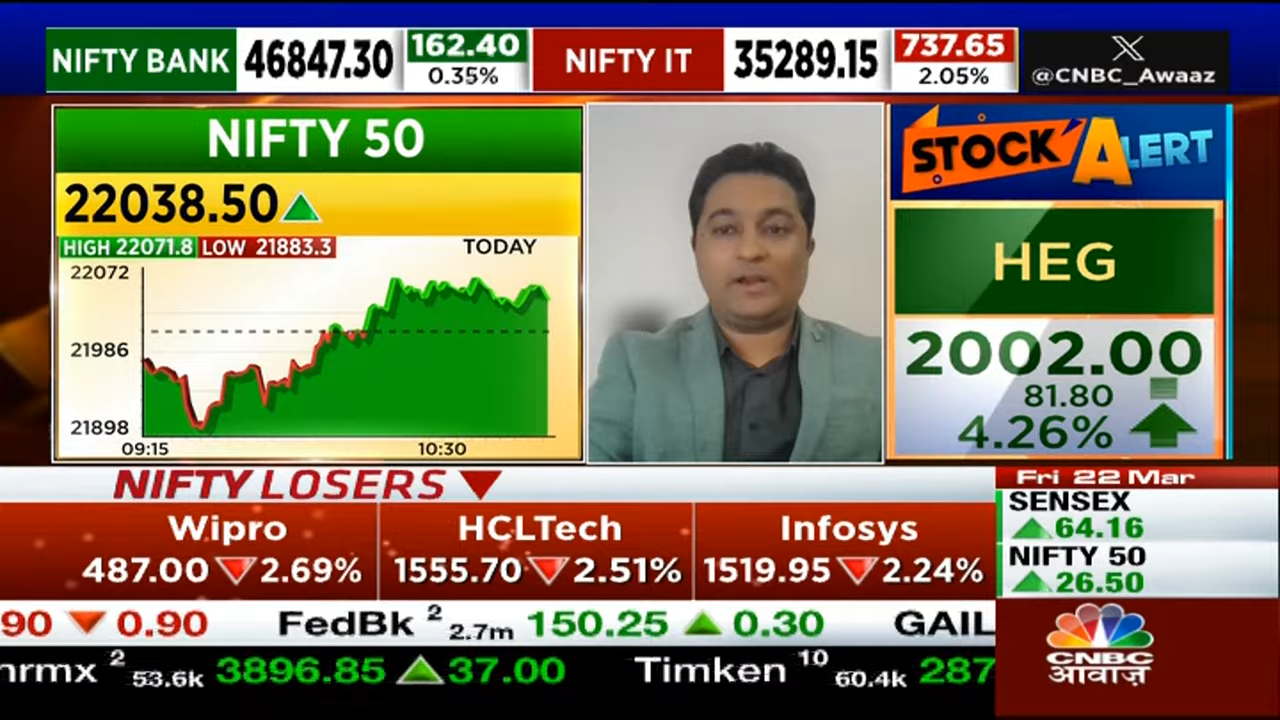 NIFTY BANK 46847.30 162.40 0.35% NIFTY IT 35289.15 737.65 2.05% X @CNBC_Awaaz
NIFTY 50
22038.50
HIGH 22071.8 LOW 21883.3 TODAY
22072
21986
21898
09:15 10:30
STOCK ALERT
HEG
2002.00
81.80
4.26%
NIFTY LOSERS
Wipro HCLTech Infosys
487.00 2.69% 1555.70 2.51% 1519.95 2.24%
Fri 22 Mar
SENSEX
64.16
NIFTY 50
26.50
90 0.90 FedBk 2 2.7m 150.25 0.30 GAIL
nrmx 2 53.6k 3896.85 37.00 Timken 10 60.4k 287
CNBC
आवाज़